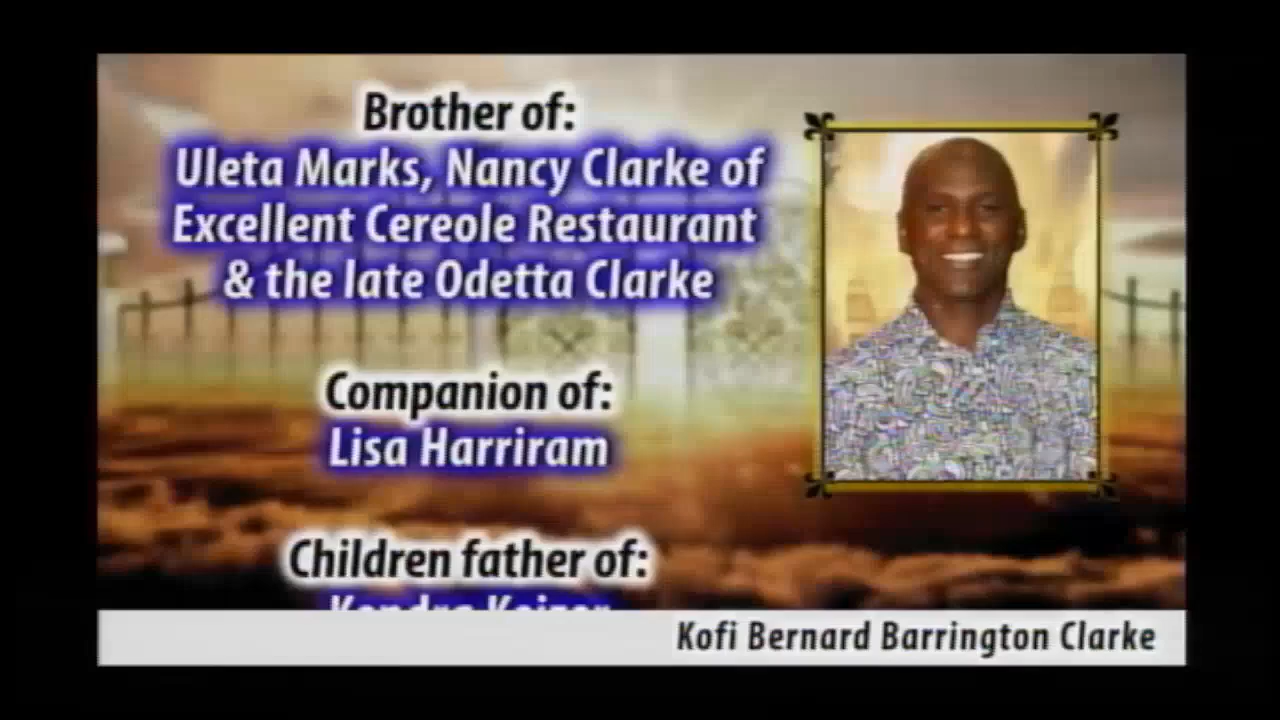 Brother of:
Uleta Marks, Nancy Clarke of
Excellent Cereole Restaurant
& the late Odetta Clarke
Companion of:
Lisa Harriram
Children father of:
Kofi Bernard Barrington Clarke